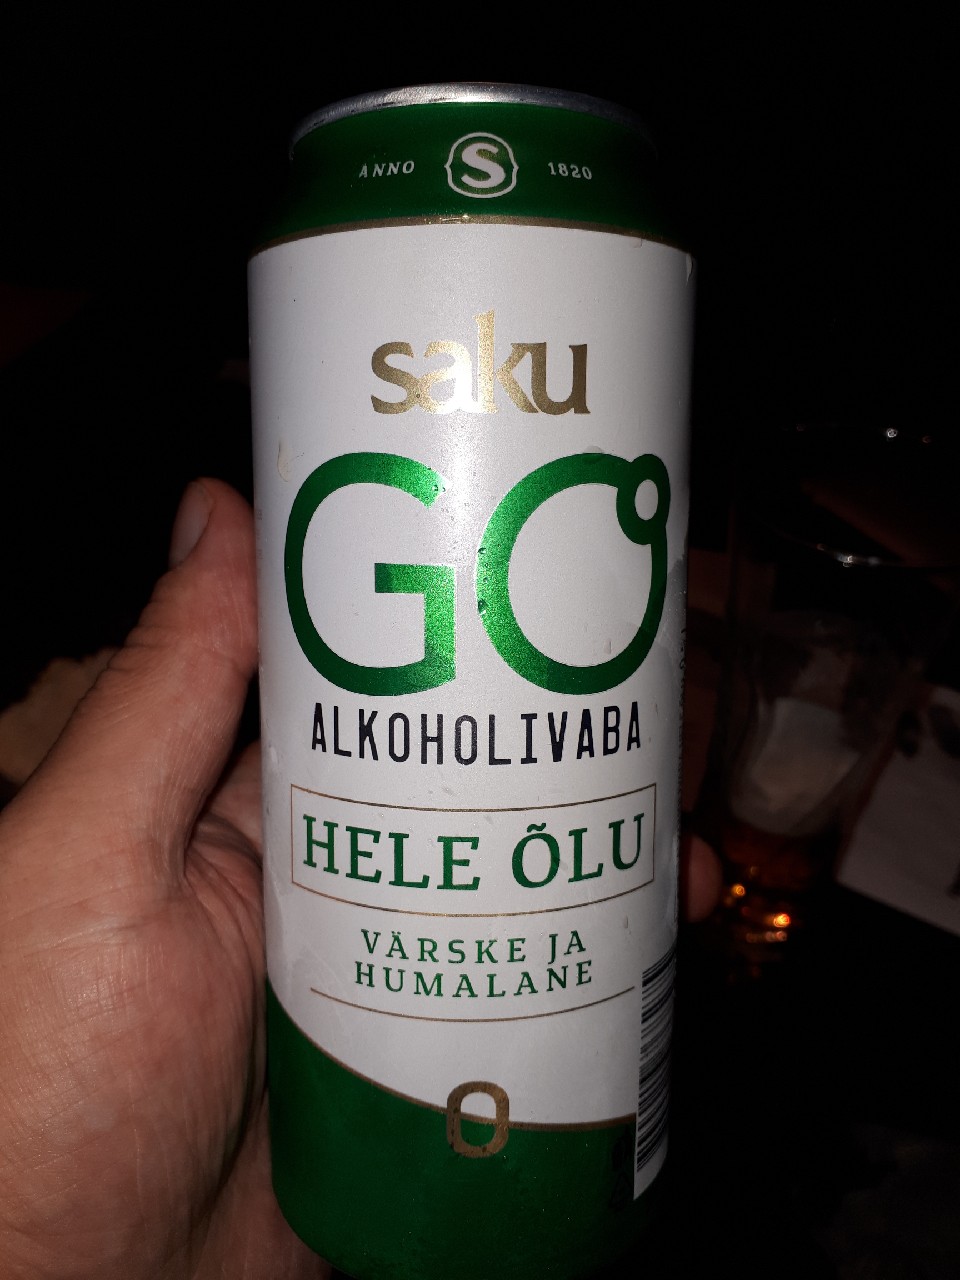 ANNO S 1820
saku
GO
ALKOHOLIVABA
HELE ÕLU
VÄRSKE JA
HUMALANE
0